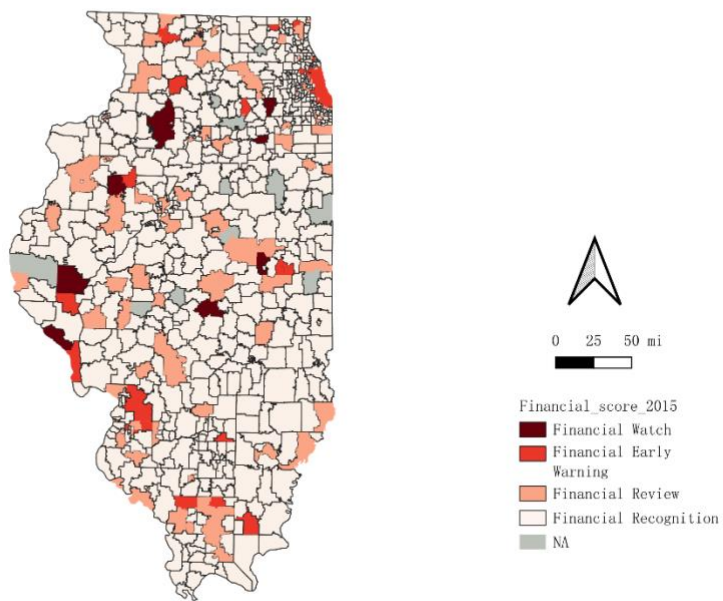 0 25 50 mi
Financial_score_2015
Financial Watch
Financial Early
Warning
Financial Review
Financial Recognition
NA